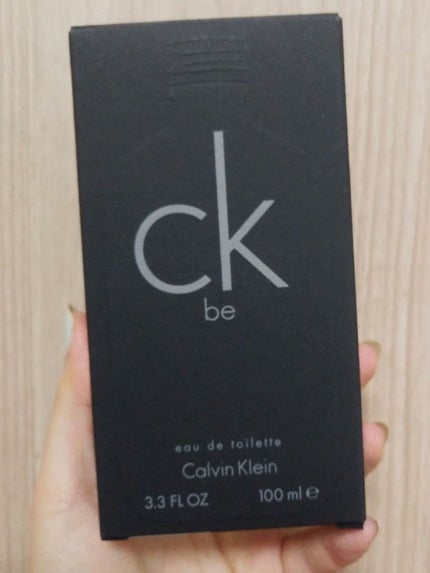 ck
be
eau de toilette
Calvin Klein
3.3 FL OZ 100 ml ℮